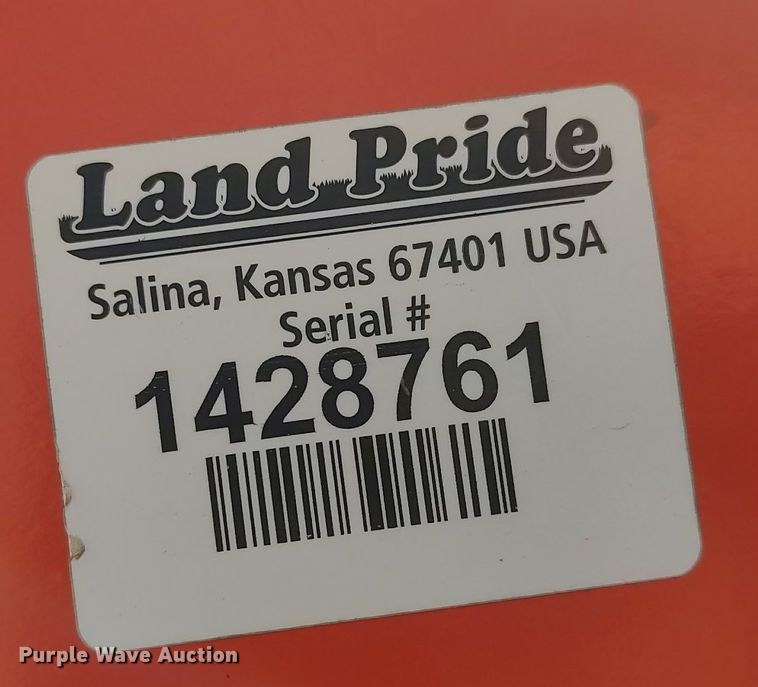 Land Pride
Salina, Kansas 67401 USA
Serial #
1428761
Purple Wave Auction